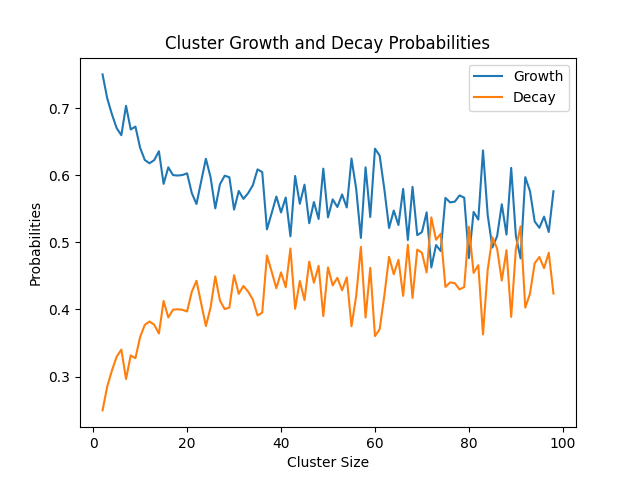 Cluster Growth and Decay Probabilities
Growth
Decay
0.7
0.6
0.5
0.4
0.3
Probabilities
0
20
40
60
80
100
Cluster Size